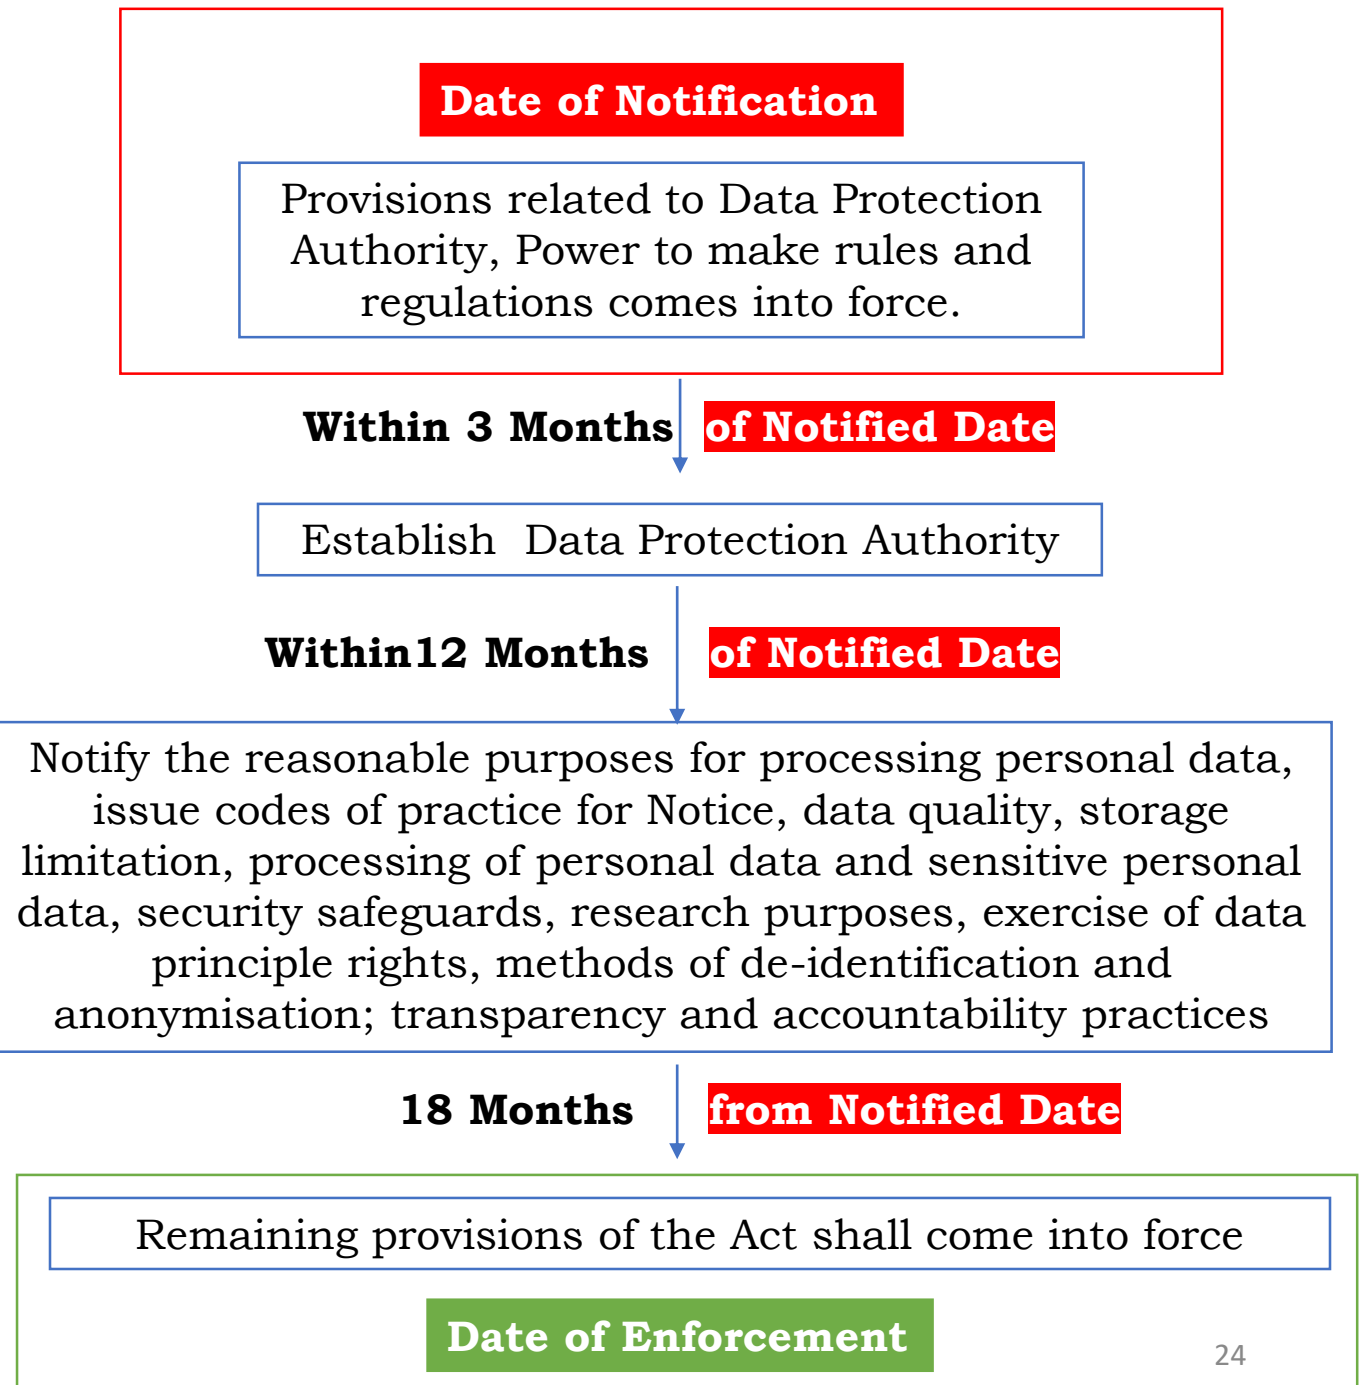 Date of Notification
Provisions related to Data Protection
Authority, Power to make rules and
regulations comes into force.
Within 3 Months of Notified Date
Establish  Data Protection Authority
Within12 Months of Notified Date
Notify the reasonable purposes for processing personal data,
issue codes of practice for Notice, data quality, storage
limitation, processing of personal data and sensitive personal
data, security safeguards, research purposes, exercise of data
principle rights, methods of de-identification and
anonymisation; transparency and accountability practices
18 Months from Notified Date
Remaining provisions of the Act shall come into force
Date of Enforcement
24